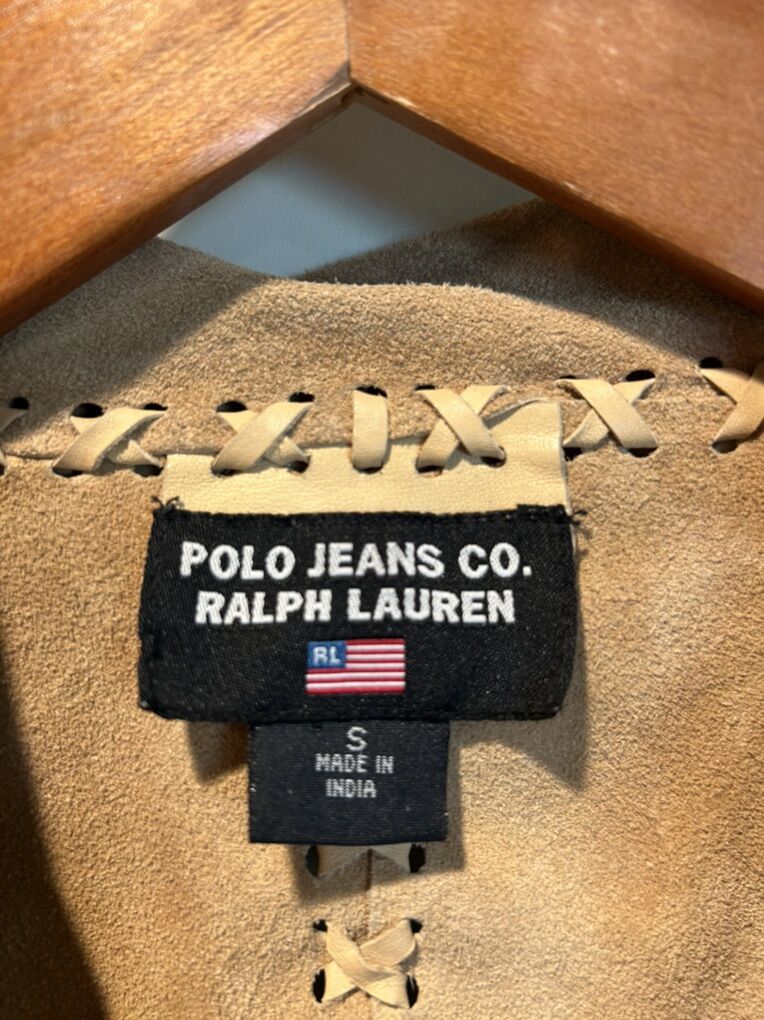 POLO JEANS CO.
RALPH LAUREN
RL
S
MADE IN
INDIA